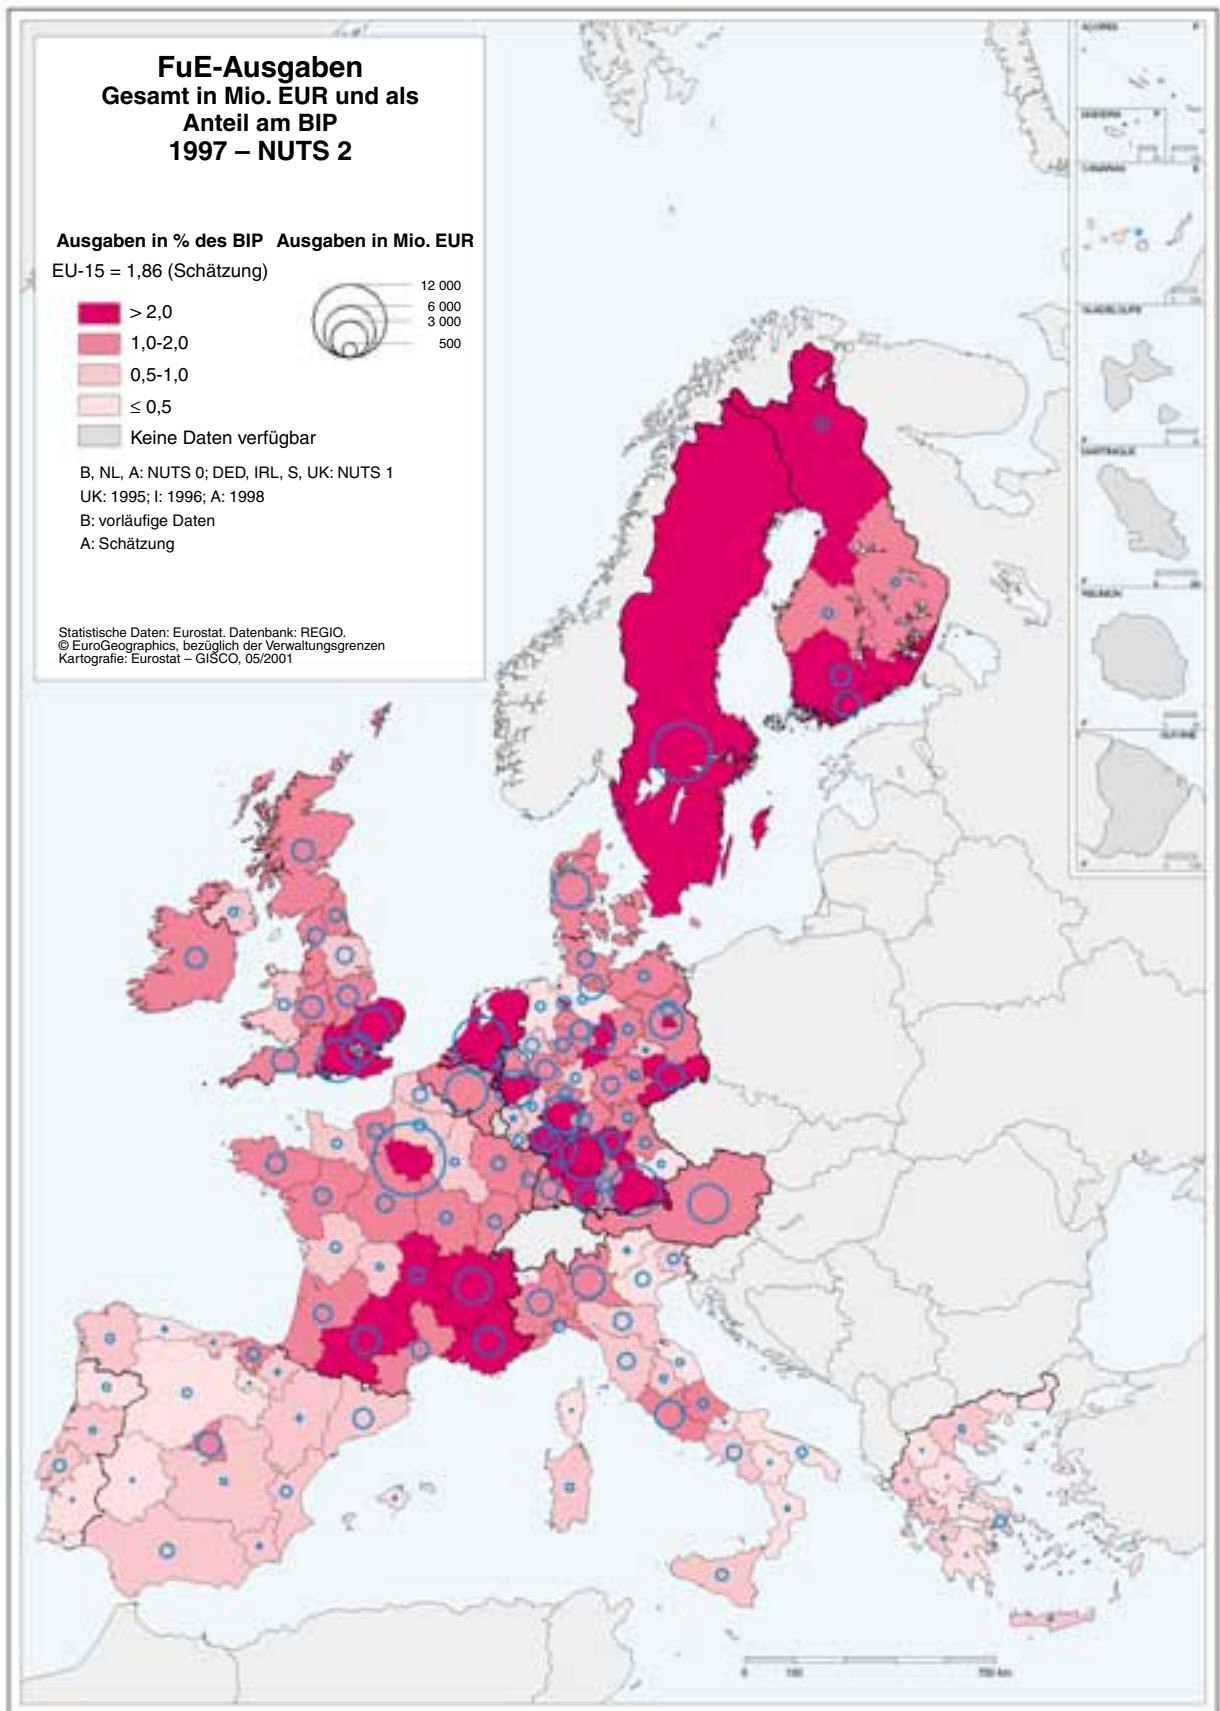 FuE-Ausgaben
Gesamt in Mio. EUR und als
Anteil am BIP
1997 – NUTS 2
Ausgaben in % des BIP Ausgaben in Mio. EUR
EU-15 = 1,86 (Schätzung)
> 2,0
1,0-2,0
0,5-1,0
≤ 0,5
Keine Daten verfügbar
12 000
6 000
3 000
500
B, NL, A: NUTS 0; DED, IRL, S, UK: NUTS 1
UK: 1995; I: 1996; A: 1998
B: vorläufige Daten
A: Schätzung
Statistische Daten: Eurostat. Datenbank: REGIO.
© EuroGeographics, bezüglich der Verwaltungsgrenzen
Kartografie: Eurostat – GISCO, 05/2001
GUADELOUPE
MARTINIQUE
GUYANE